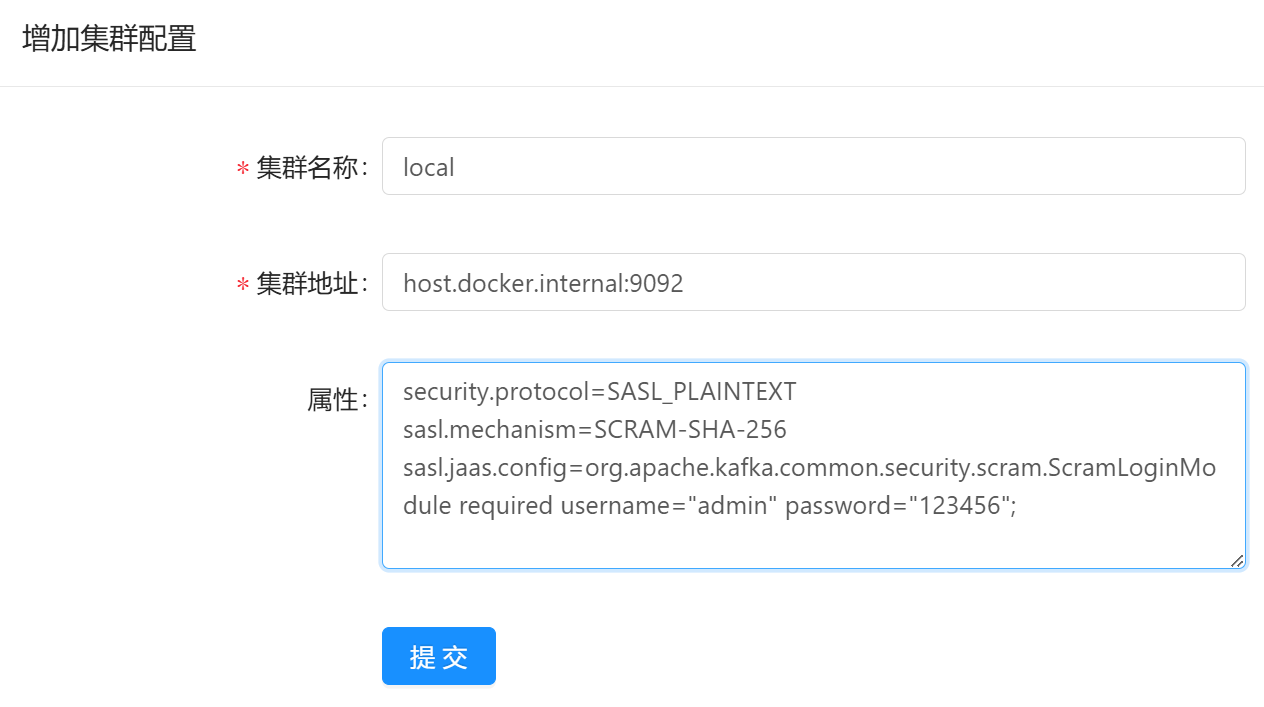 增加集群配置
* 集群名称: local
* 集群地址: host.docker.internal:9092
属性: security.protocol=SASL_PLAINTEXT
sasl.mechanism=SCRAM-SHA-256
sasl.jaas.config=org.apache.kafka.common.security.scram.ScramLoginMo
dule required username="admin" password="123456";
提 交